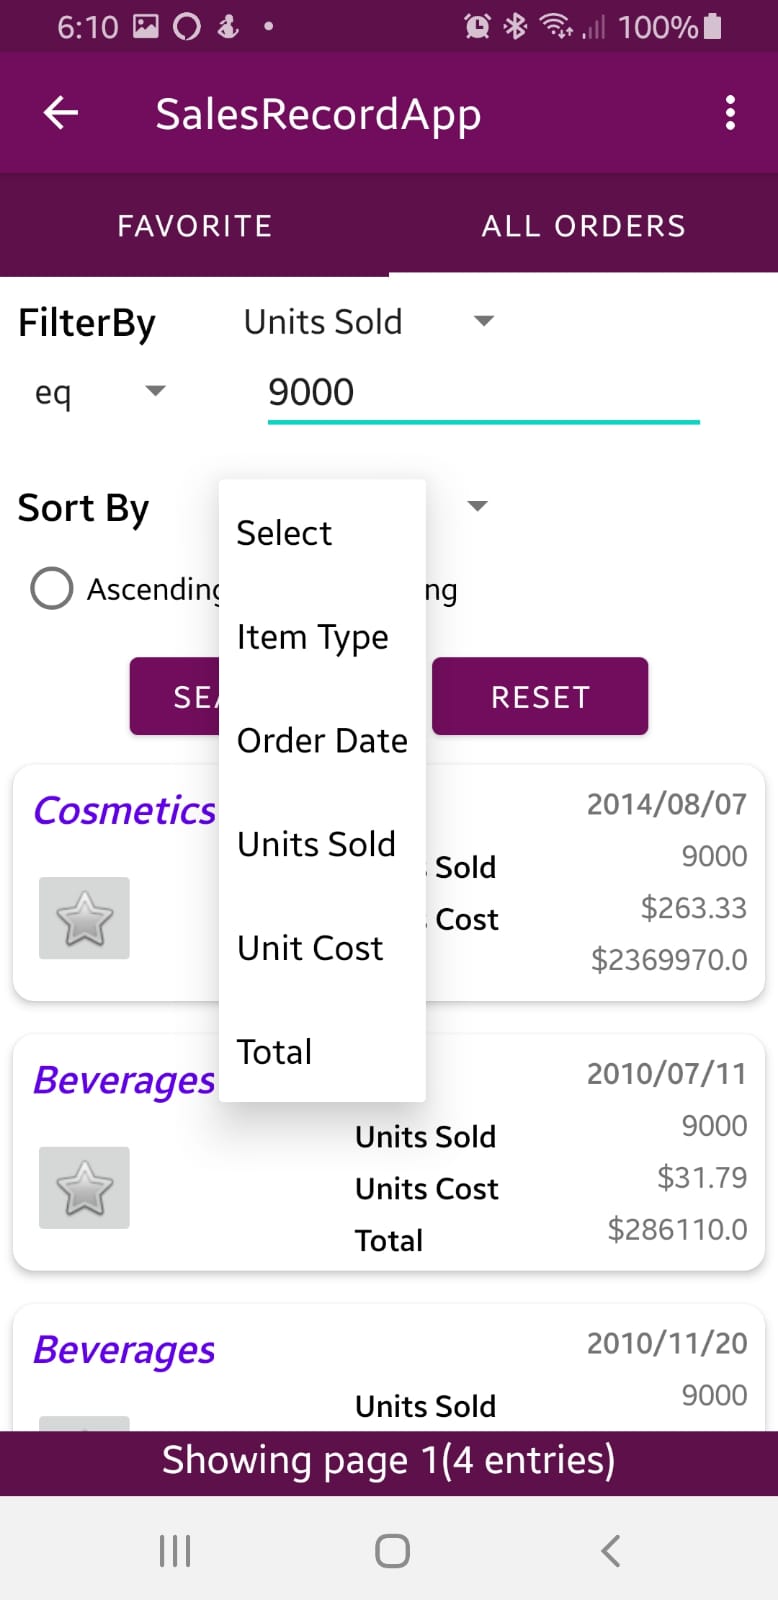 6:10 100%
SalesRecordApp
FAVORITE ALL ORDERS
FilterBy Units Sold
eq 9000
Sort By
Select
Ascending
Item Type
RESET
Order Date
Cosmetics 2014/08/07
Units Sold
Sold 9000
Cost $263.33
Unit Cost
$2369970.0
Total
Beverages 2010/07/11
Units Sold 9000
Units Cost $31.79
Total $286110.0
Beverages 2010/11/20
Units Sold 9000
Showing page 1(4 entries)